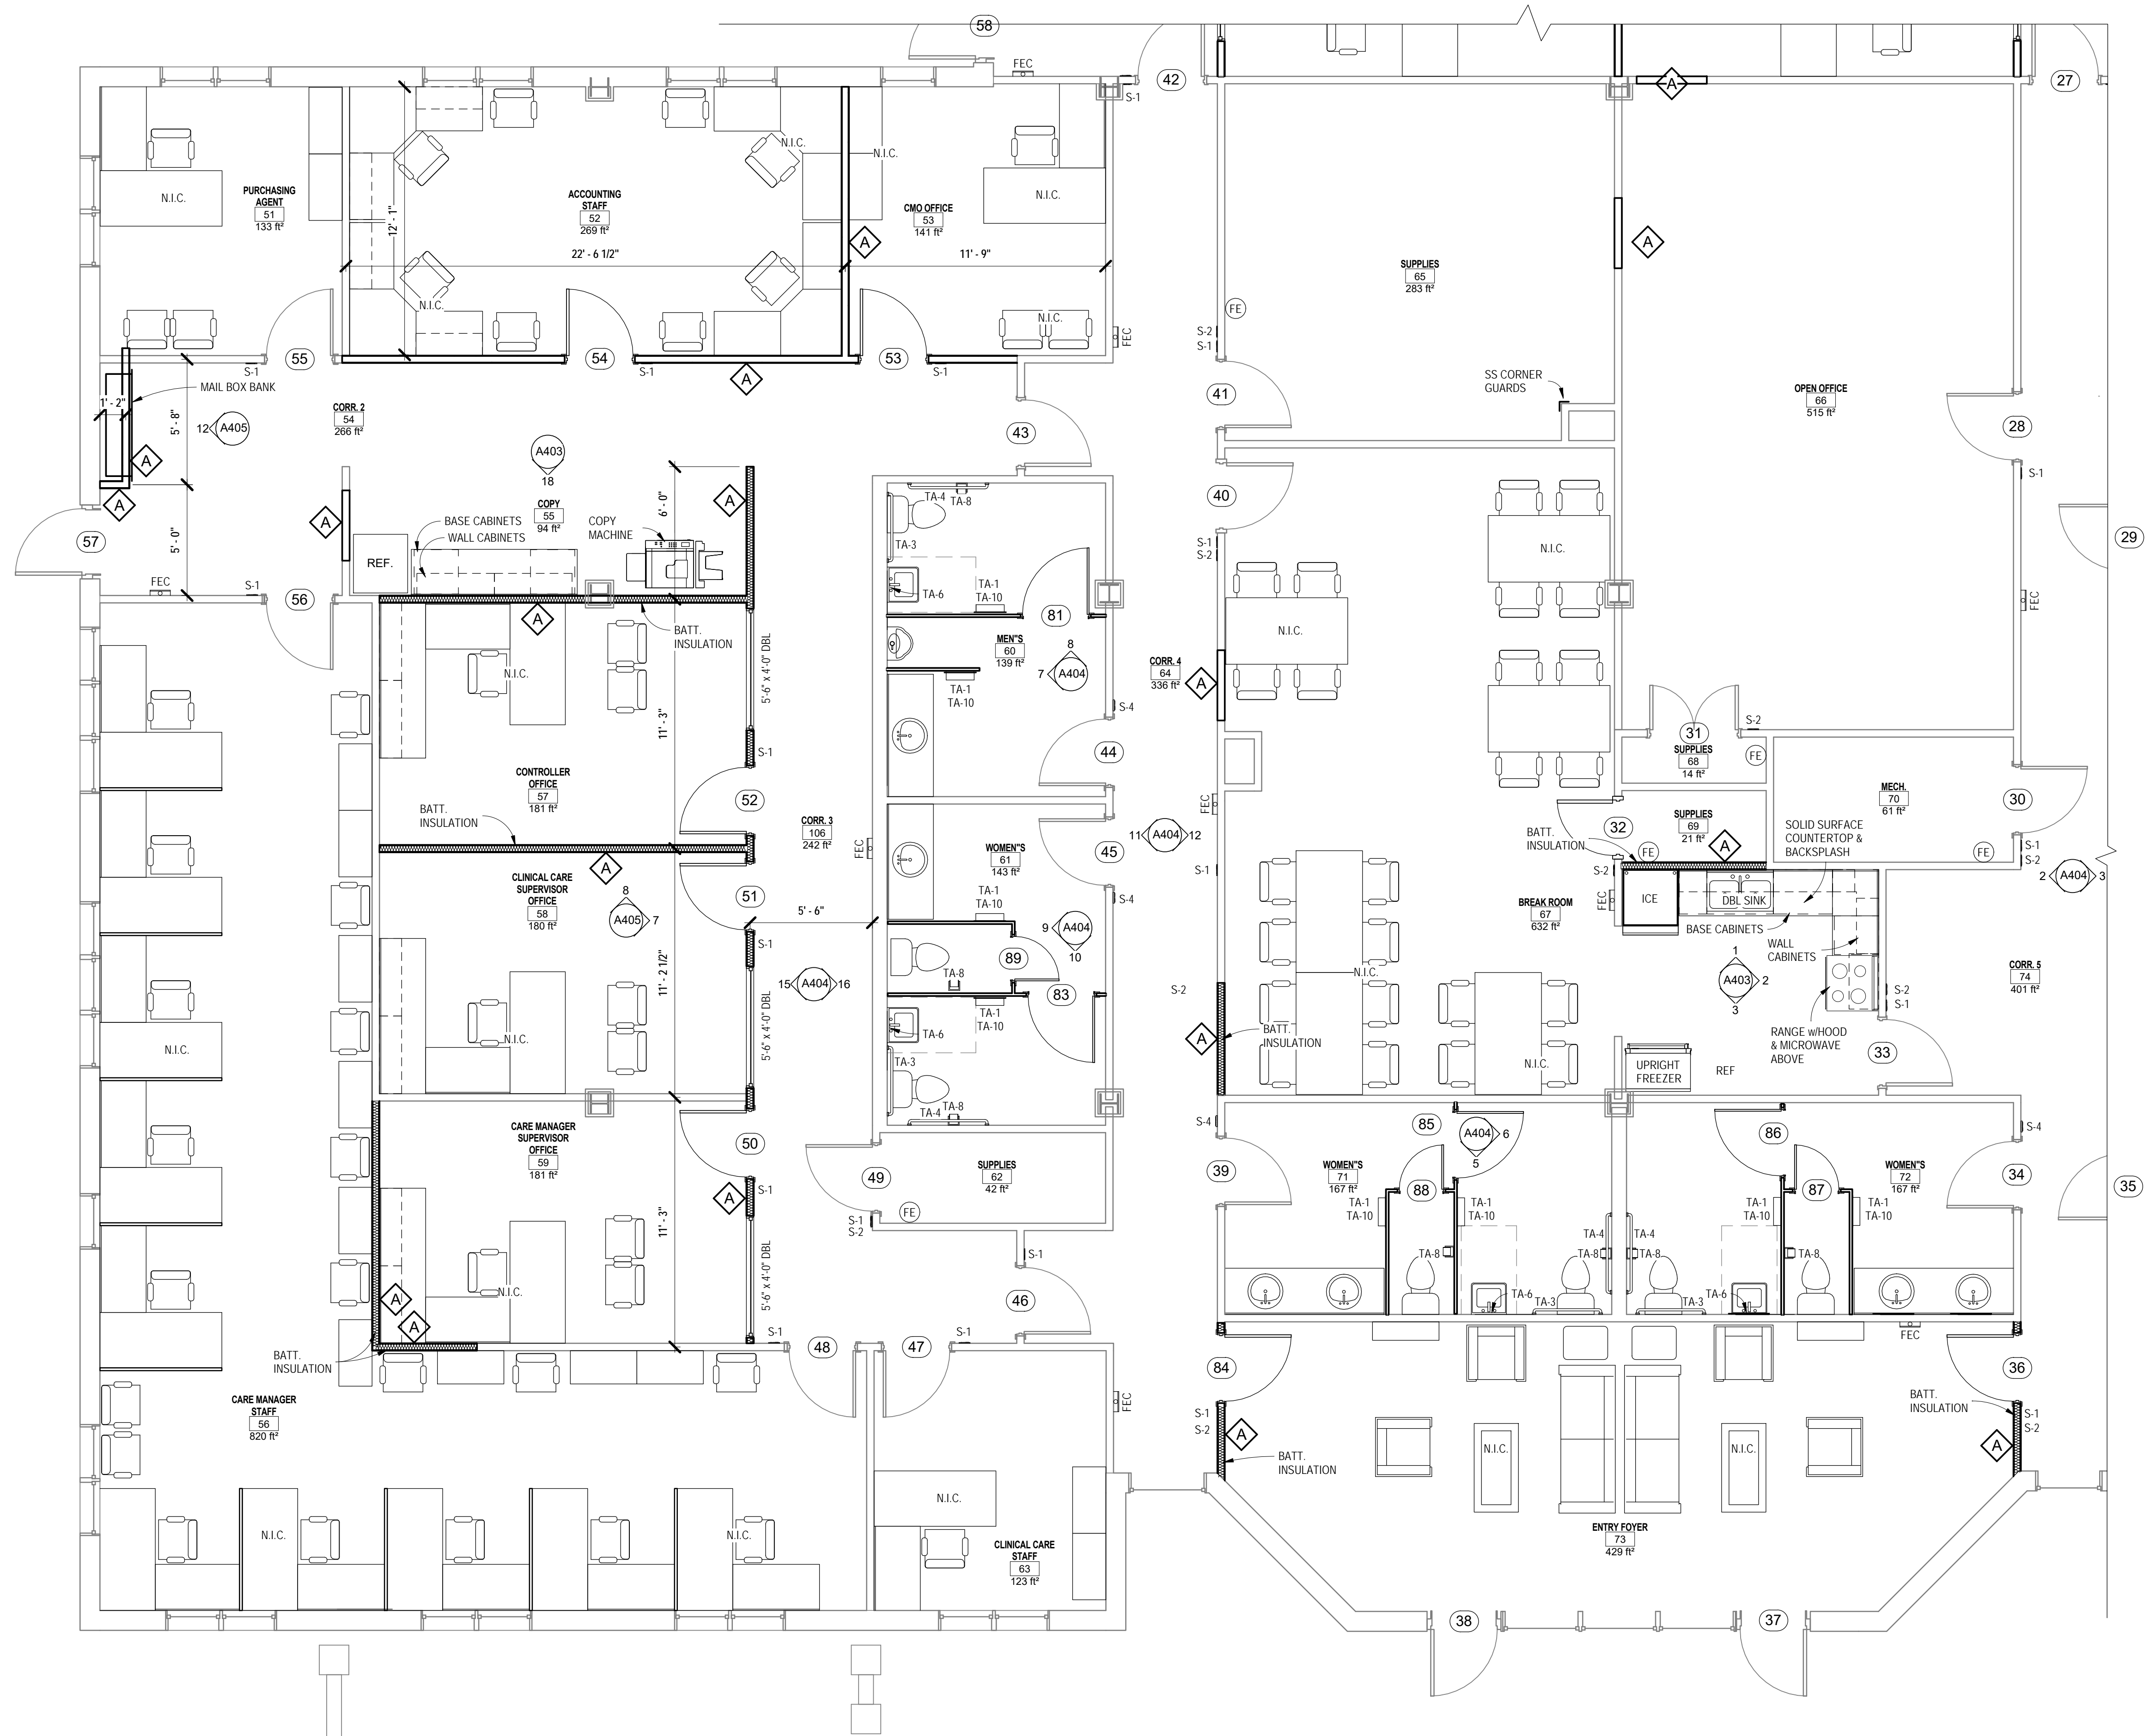 58
FEC
42
S-1
A
27
PURCHASING
AGENT
51
133 ft²
N.I.C.
12' - 1"
ACCOUNTING
STAFF
52
269 ft²
22' - 6 1/2"
N.I.C.
N.I.C.
N.I.C.
CMO OFFICE
53
141 ft²
11' - 9"
A
N.I.C.
N.I.C.
FEC
SUPPLIES
65
283 ft²
FE
S-2
S-1
A
OPEN OFFICE
66
515 ft²
55
S-1
54
S-1
53
S-1
A
MAIL BOX BANK
1' - 2"
5' - 8"
12
A405
A
A
CORR. 2
54
266 ft²
A403
18
43
41
SS CORNER
GUARDS
28
S-1
29
57
5' - 0"
FEC
S-1
56
A
COPY
55
94 ft²
BASE CABINETS
WALL CABINETS
COPY
MACHINE
REF.
6' - 0"
A
A
BATT.
INSULATION
TA-4
TA-8
TA-3
TA-6
TA-1
TA-10
81
40
S-1
S-2
N.I.C.
N.I.C.
FEC
MEN"S
60
139 ft²
8
7
A404
TA-1
TA-10
CORR. 4
64
336 ft²
A
S-4
44
N.I.C.
5'-6" x 4'-0" DBL
11' - 3"
S-1
CONTROLLER
OFFICE
57
181 ft²
52
BATT.
INSULATION
31
S-2
SUPPLIES
68
14 ft²
FE
MECH.
70
61 ft²
30
FEC
CORR. 3
106
242 ft²
FEC
WOMEN"S
61
143 ft²
45
11
A404
12
SUPPLIES
69
21 ft²
32
FE
A
BATT.
INSULATION
SOLID SURFACE
COUNTERTOP &
BACKSPLASH
FE
S-1
S-2
2
A404
3
A
CLINICAL CARE
SUPERVISOR
OFFICE
58
180 ft²
8
A405
7
51
5' - 6"
S-1
TA-1
TA-10
S-4
S-1
S-2
FEC
ICE
DBL SINK
BASE CABINETS
BREAK ROOM
67
632 ft²
WALL
CABINETS
9
A404
10
89
TA-8
83
11' - 2 1/2"
5'-6" x 4'-0" DBL
15
A404
16
S-2
N.I.C.
1
A403
2
3
CORR. 5
74
401 ft²
S-2
S-1
TA-1
TA-10
TA-6
TA-3
TA-4
TA-8
A
BATT.
INSULATION
N.I.C.
RANGE w/HOOD
& MICROWAVE
ABOVE
33
UPRIGHT
FREEZER
REF
N.I.C.
N.I.C.
CARE MANAGER
SUPERVISOR
OFFICE
59
181 ft²
50
S-1
A
11' - 3"
5'-6" x 4'-0" DBL
49
SUPPLIES
62
42 ft²
FE
S-1
S-2
S-1
46
S-4
39
WOMEN"S
71
167 ft²
85
A404
6
5
88
TA-1
TA-10
TA-1
TA-10
TA-8
TA-6
TA-3
TA-4
TA-8
TA-4
TA-8
TA-3
TA-6
TA-1
TA-10
86
87
TA-1
TA-10
TA-8
WOMEN"S
72
167 ft²
S-4
34
35
N.I.C.
A
A
BATT.
INSULATION
S-1
48
47
S-1
FEC
84
FEC
36
CARE MANAGER
STAFF
56
820 ft²
S-1
S-2
A
BATT.
INSULATION
N.I.C.
N.I.C.
BATT.
INSULATION
S-1
S-2
A
N.I.C.
N.I.C.
N.I.C.
CLINICAL CARE
STAFF
63
123 ft²
ENTRY FOYER
73
429 ft²
38
37